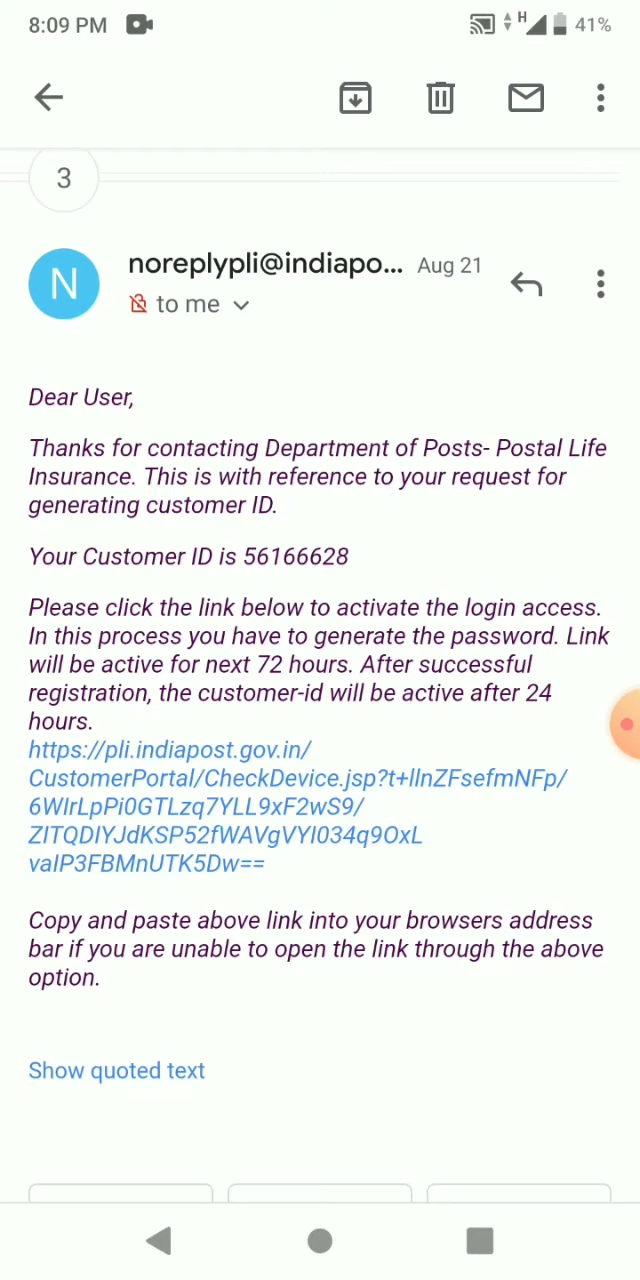 8:09 PM
H
41%
3
noreplypli@indiapo... Aug 21
N
to me
Dear User,
Thanks for contacting Department of Posts- Postal Life
Insurance. This is with reference to your request for
generating customer ID.
Your Customer ID is 56166628
Please click the link below to activate the login access.
In this process you have to generate the password. Link
will be active for next 72 hours. After successful
registration, the customer-id will be active after 24
hours.
https://pli.indiapost.gov.in/
CustomerPortal/CheckDevice.jsp?t+llnZFsefmNFp/
6WIrLpPi0GTLzq7YLL9xF2wS9/
ZITQDIYJdKSP52fWAVgVYI034q9OxL
valP3FBMnUTK5Dw==
Copy and paste above link into your browsers address
bar if you are unable to open the link through the above
option.
Show quoted text